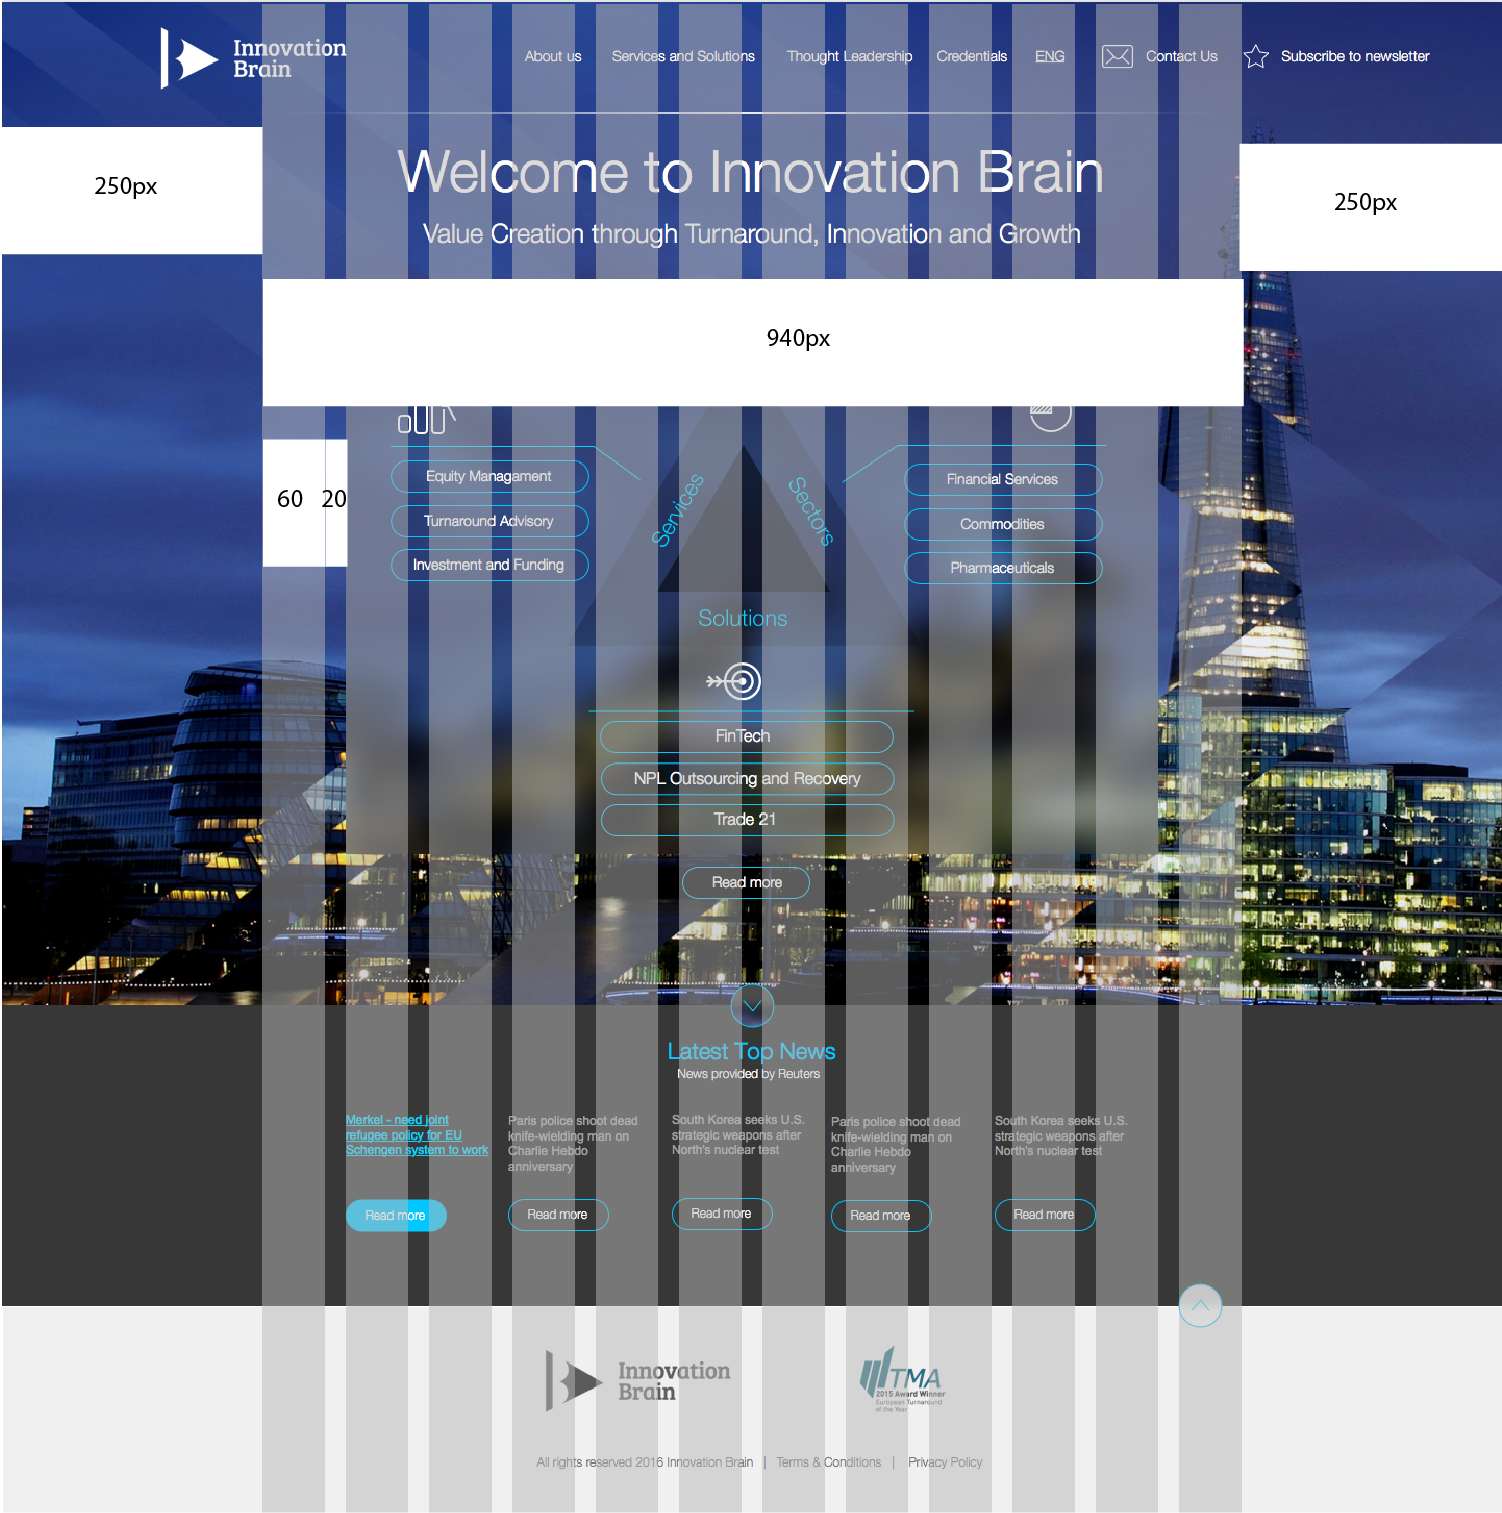 Innovation
Brain
About us
Services and Solutions
Thought Leadership
Credentials
ENG
Contact Us
Subscribe to newsletter
Welcome to Innovation Brain
Value Creation through Turnaround, Innovation and Growth
250px
250px
940px
60
20
Equity Managament
Turnaround Advisory
Investment and Funding
Services
Sectors
Financial Services
Commodities
Pharmaceuticals
Solutions
FinTech
NPL Outsourcing and Recovery
Trade 21
Read more
Latest Top News
News provided by Reuters
Merkel - need joint
refugee policy for EU
Schengen system to work
Read more
Paris police shoot dead
knife-wielding man on
Charlie Hebdo
anniversary
Read more
South Korea seeks U.S.
strategic weapons after
North's nuclear test
Read more
Paris police shoot dead
knife-wielding man on
Charlie Hebdo
anniversary
Read more
South Korea seeks U.S.
strategic weapons after
North's nuclear test
Read more
Innovation
Brain
TMA
2015 Award Winner
European Turnaround
of the Year
All rights reserved 2016 Innovation Brain | Terms & Conditions | Privacy Policy